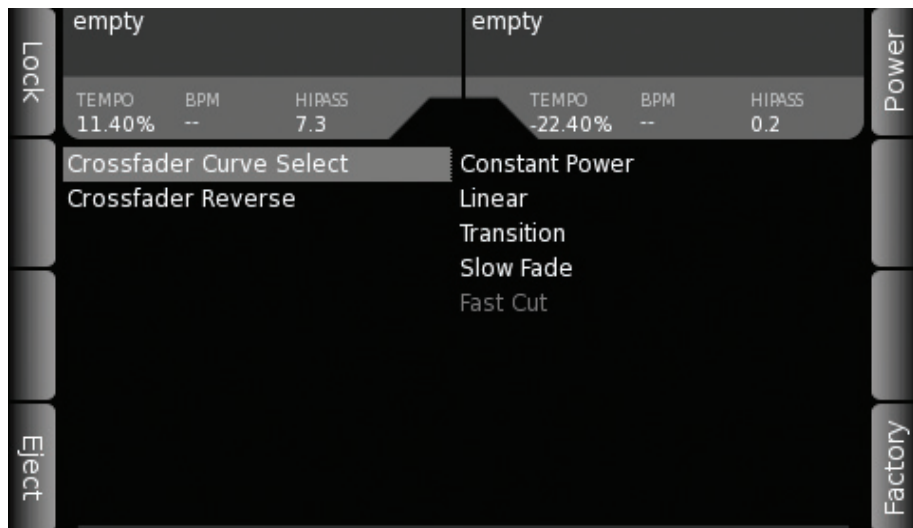 empty
empty
Lock
Power
TEMPO BPM HIPASS
11.40% -- 7.3
TEMPO BPM HIPASS
-22.40% -- 0.2
Crossfader Curve Select
Crossfader Reverse
Constant Power
Linear
Transition
Slow Fade
Fast Cut
Eject
Factory